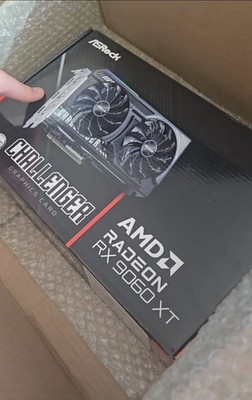 ASRock
CHALLENGER
GRAPHICS CARD
AMD
RADEON
RX 9060 XT